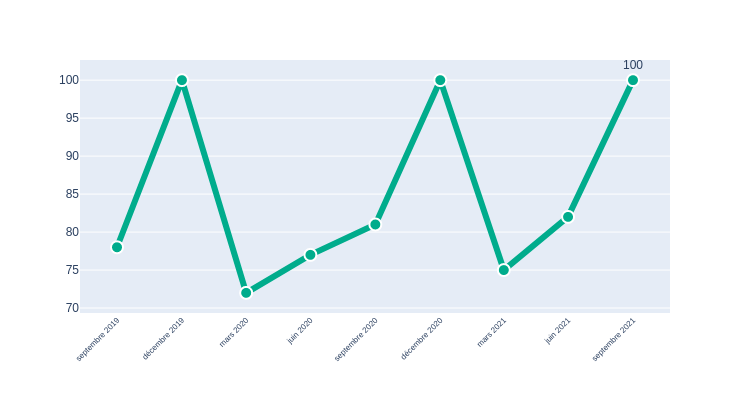 100
100
95
90
85
80
75
70
septembre 2019
décembre 2019
mars 2020
juin 2020
septembre 2020
décembre 2020
mars 2021
juin 2021
septembre 2021